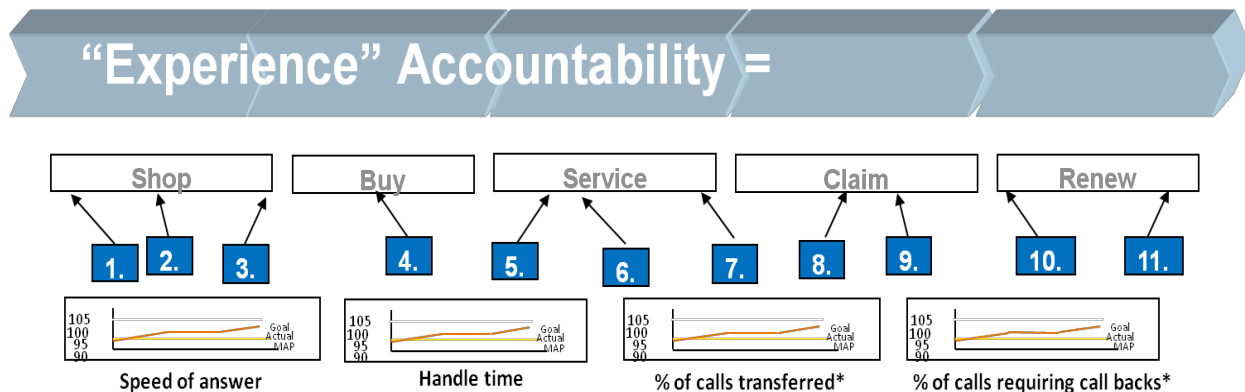 “Experience” Accountability =
Shop Buy Service Claim Renew
1. 2. 3. 4. 5. 6. 7. 8. 9. 10. 11.
105
100
95
90
Goal
Actual
MAP
Speed of answer
105
100
95
90
Goal
Actual
MAP
Handle time
105
100
95
90
Goal
Actual
MAP
% of calls transferred*
105
100
95
90
Goal
Actual
MAP
% of calls requiring call backs*